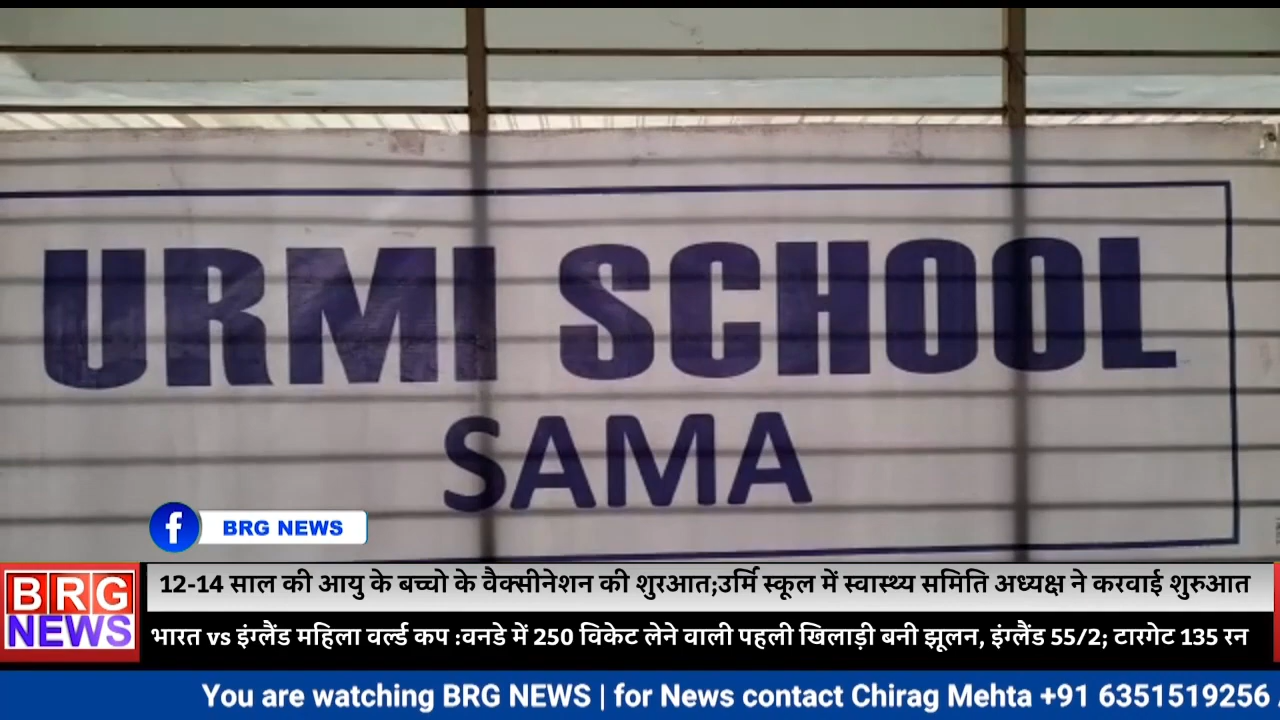 URMI SCHOOL
SAMA
BRG NEWS
BRG
NEWS
12-14 साल की आयु के बच्चो के वैक्सीनेशन की शुरआत;उर्मि स्कूल में स्वास्थ्य समिति अध्यक्ष ने करवाई शुरुआत
भारत vs इंग्लैंड महिला वर्ल्ड कप :वनडे में 250 विकेट लेने वाली पहली खिलाड़ी बनी झूलन, इंग्लैंड 55/2; टारगेट 135 रन
You are watching BRG NEWS | for News contact Chirag Mehta +91 6351519256